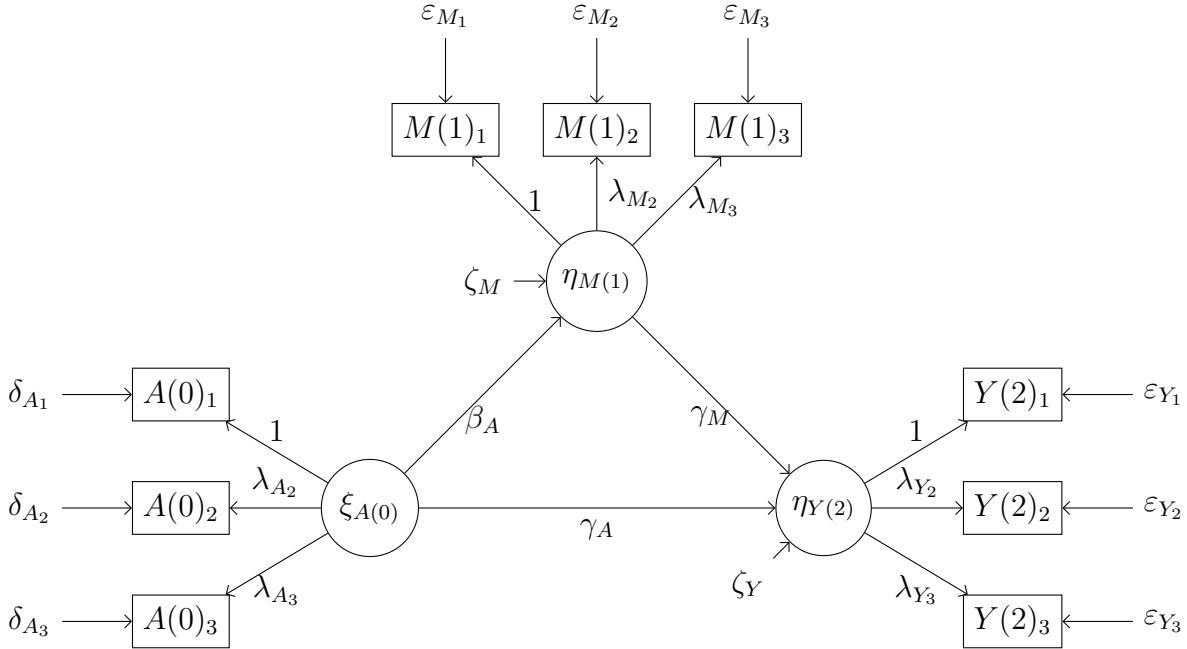 ε_{M_1} ε_{M_2} ε_{M_3}
M(1)_1 M(1)_2 M(1)_3
1 λ_{M_2} λ_{M_3}
ζ_M η_{M(1)}
δ_{A_1} A(0)_1 β_A γ_M Y(2)_1 ε_{Y_1}
1 1
λ_{A_2} λ_{Y_2}
δ_{A_2} A(0)_2 ξ_{A(0)} γ_A η_{Y(2)} Y(2)_2 ε_{Y_2}
λ_{A_3} ζ_Y λ_{Y_3}
δ_{A_3} A(0)_3 Y(2)_3 ε_{Y_3}